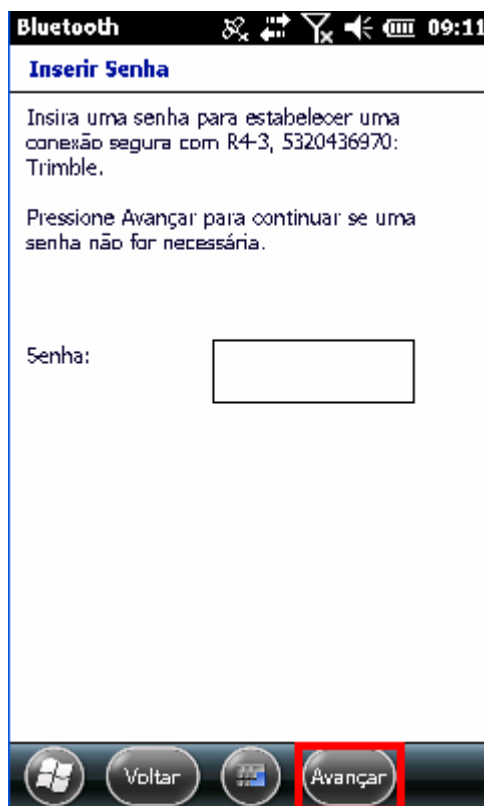 Bluetooth 09:11
Inserir Senha
Insira uma senha para estabelecer uma
conexão segura com R4-3, 5320436970:
Trimble.
Pressione Avançar para continuar se uma
senha não for necessária.
Senha:
Voltar Avançar